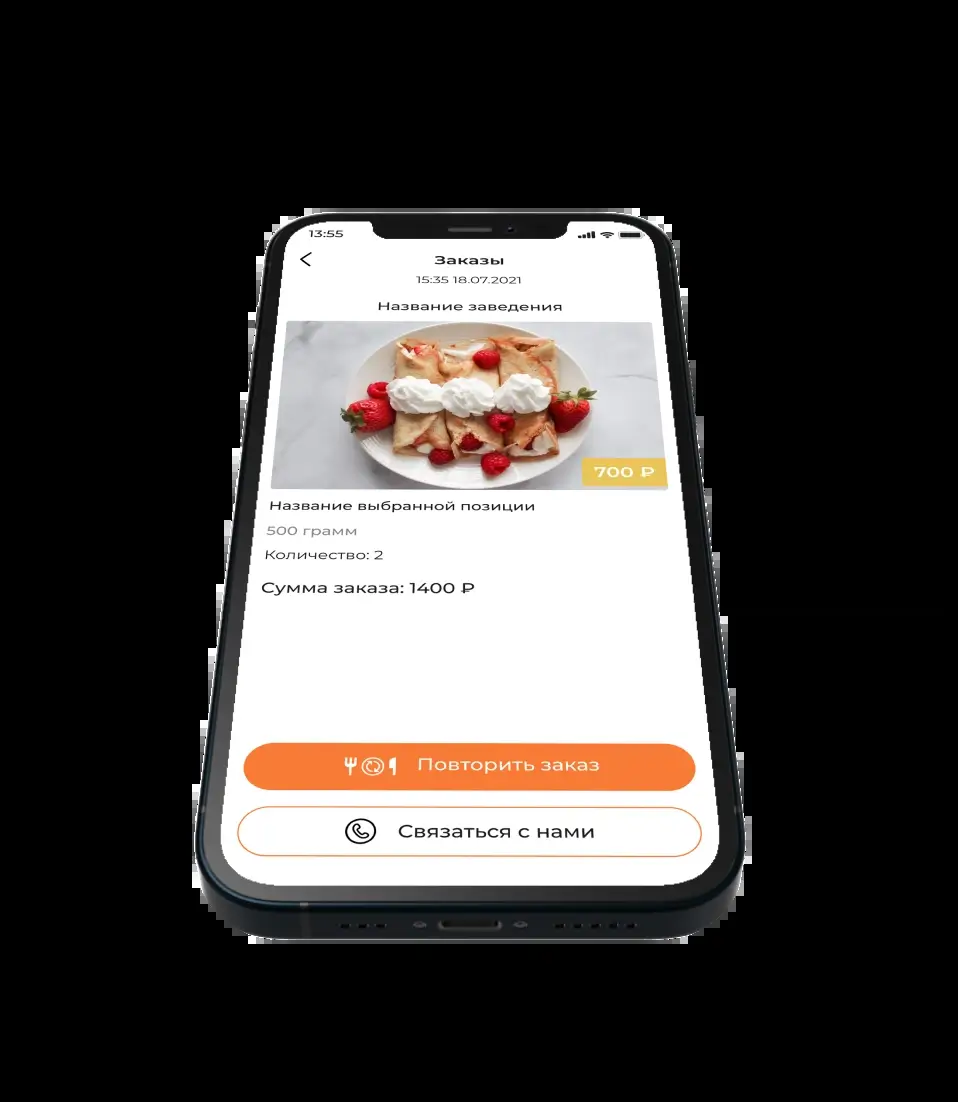 13:55
Заказы
15:35 18.07.2021
Название заведения
700 ₽
Название выбранной позиции
500 грамм
Количество: 2
Сумма заказа: 1400 ₽
Повторить заказ
Связаться с нами